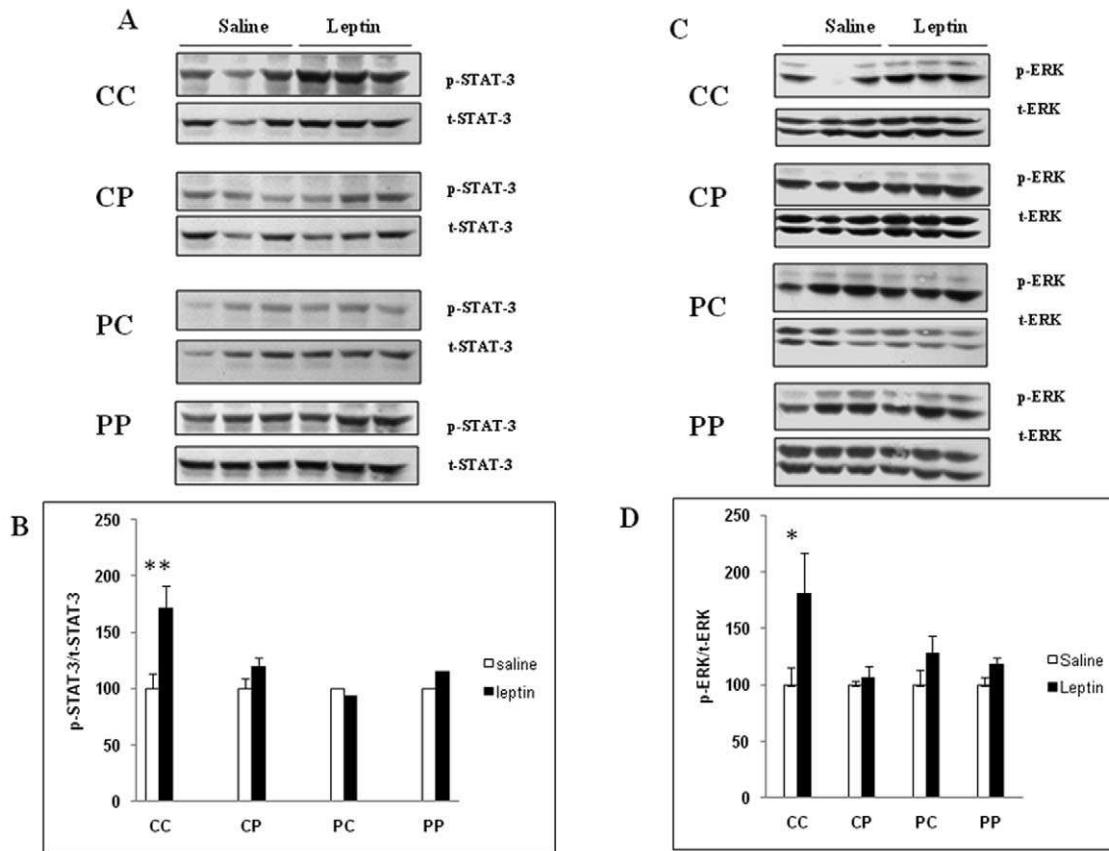 A
Saline Leptin
CC
p-STAT-3
t-STAT-3
CP
p-STAT-3
t-STAT-3
PC
p-STAT-3
t-STAT-3
PP
p-STAT-3
t-STAT-3
B
p-STAT-3/t-STAT-3
250
200
150
100
50
0
**
CC CP PC PP
saline
leptin
C
Saline Leptin
CC
p-ERK
t-ERK
CP
p-ERK
t-ERK
PC
p-ERK
t-ERK
PP
p-ERK
t-ERK
D
p-ERK/t-ERK
250
200
150
100
50
0
*
CC CP PC PP
Saline
Leptin